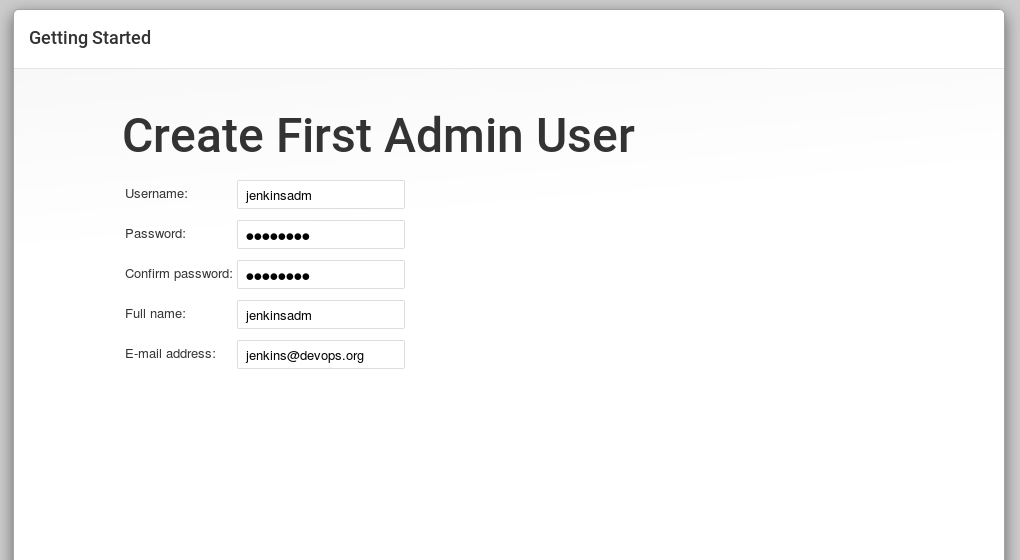 Getting Started
Create First Admin User
Username: jenkinsadm
Password: ●●●●●●●●
Confirm password: ●●●●●●●●
Full name: jenkinsadm
E-mail address: jenkins@devops.org